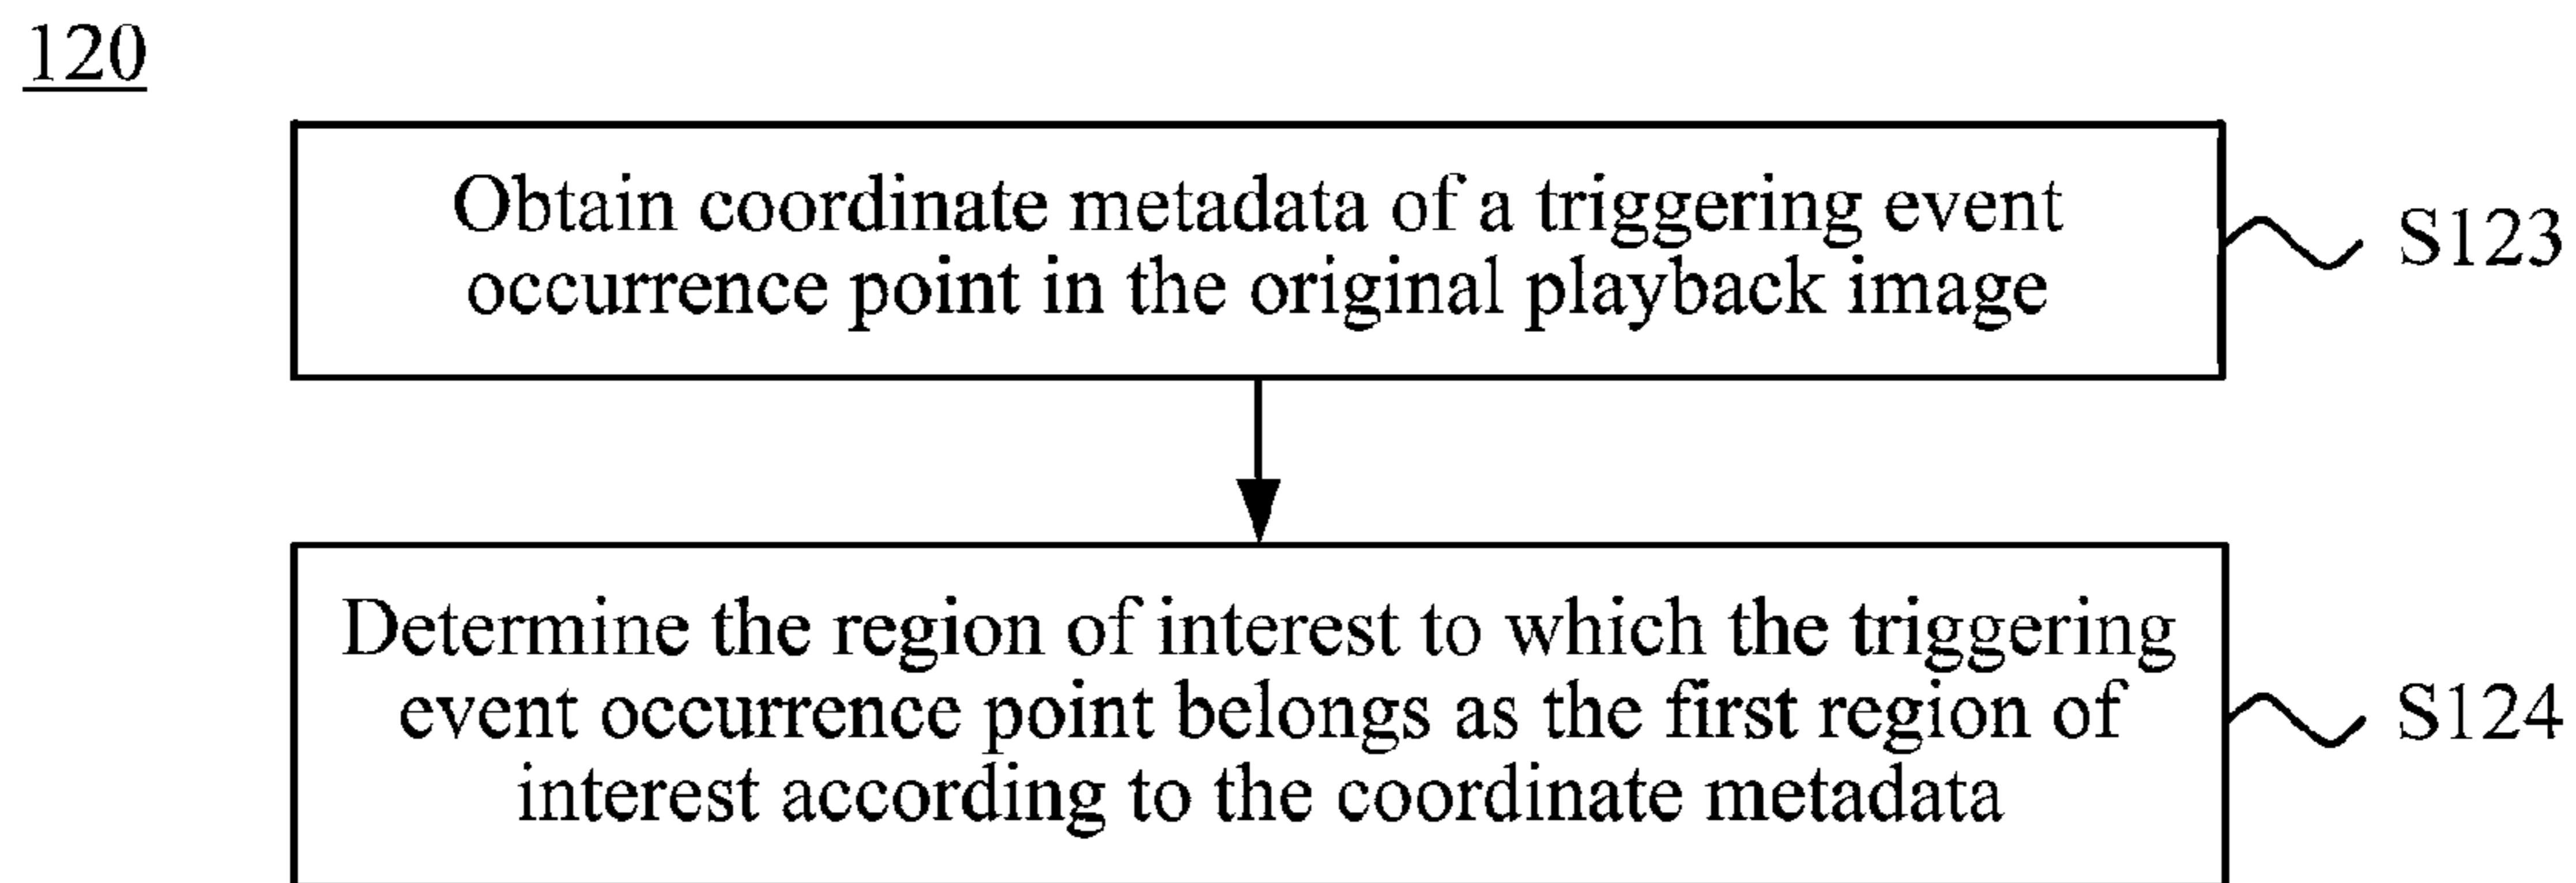 120
Obtain coordinate metadata of a triggering event
occurrence point in the original playback image
S123
Determine the region of interest to which the triggering
event occurrence point belongs as the first region of
interest according to the coordinate metadata
S124